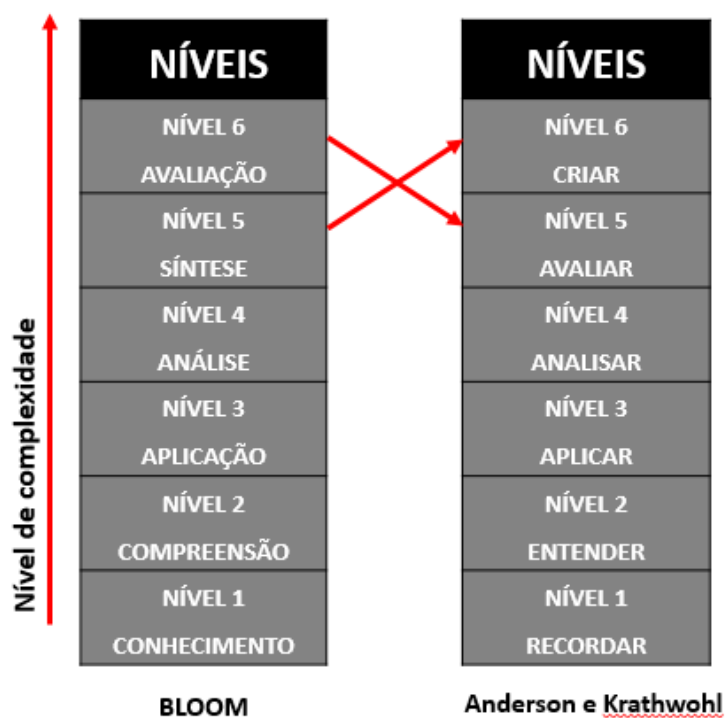 NÍVEIS
NÍVEL 6
AVALIAÇÃO
NÍVEL 5
SÍNTESE
NÍVEL 4
ANÁLISE
NÍVEL 3
APLICAÇÃO
NÍVEL 2
COMPREENSÃO
NÍVEL 1
CONHECIMENTO
BLOOM
NÍVEIS
NÍVEL 6
CRIAR
NÍVEL 5
AVALIAR
NÍVEL 4
ANALISAR
NÍVEL 3
APLICAR
NÍVEL 2
ENTENDER
NÍVEL 1
RECORDAR
Anderson e Krathwohl
Nível de complexidade